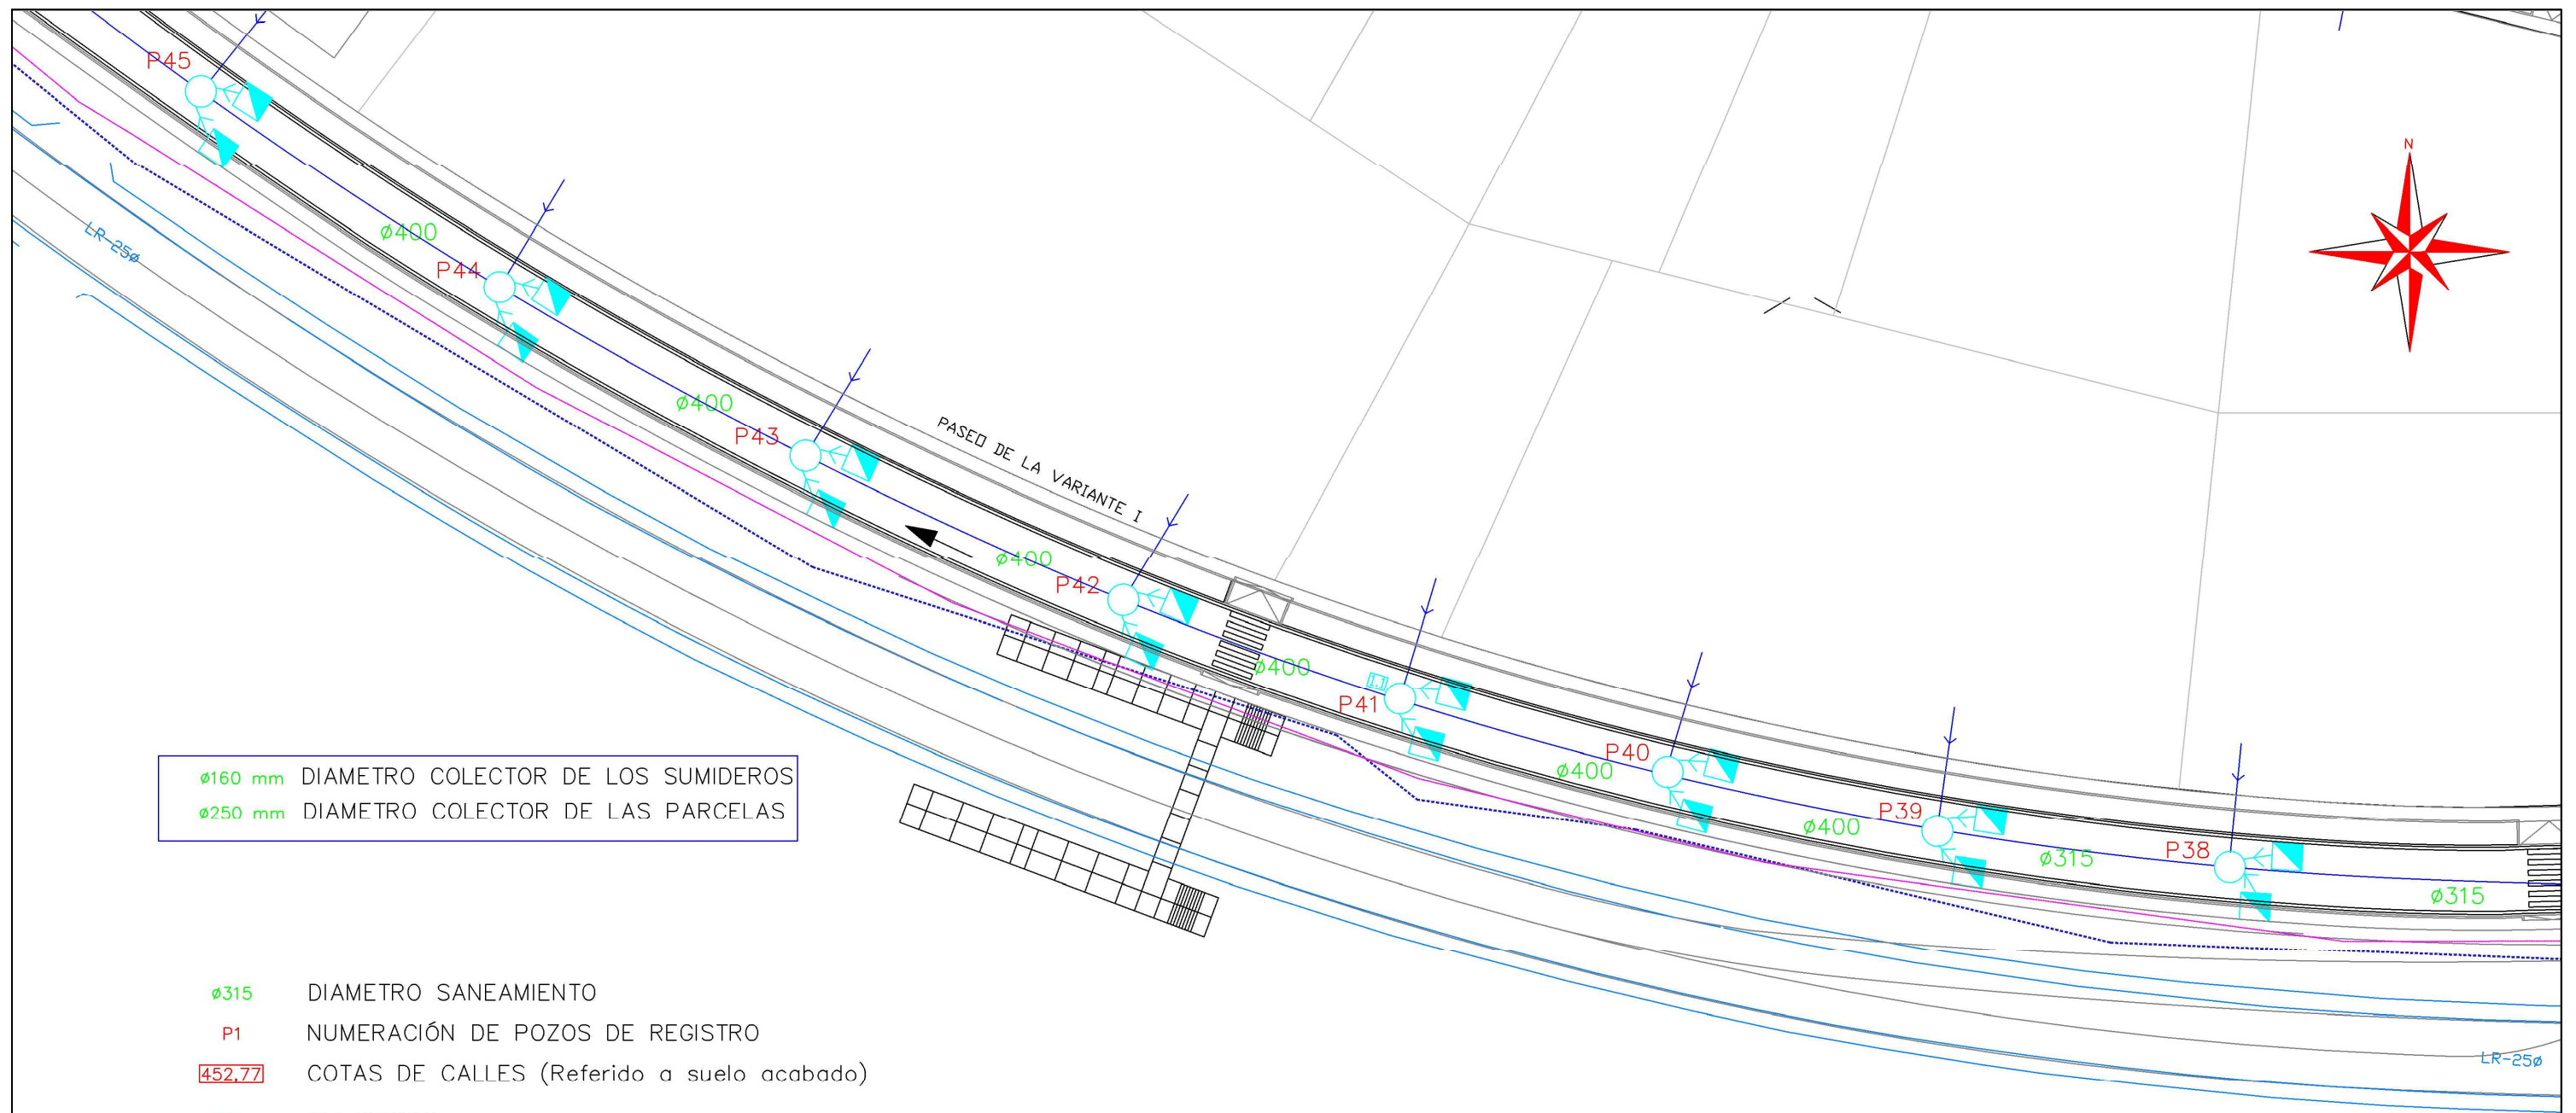 P45
N
LR-25ø
ø400
P44
ø400
P43
PASEO DE LA VARIANTE I
ø400
P42
ø400
P41
P40
ø400
P39
ø400
P38
ø315
ø315
ø160 mm DIAMETRO COLECTOR DE LOS SUMIDEROS
ø250 mm DIAMETRO COLECTOR DE LAS PARCELAS
ø315 DIAMETRO SANEAMIENTO
P1 NUMERACIÓN DE POZOS DE REGISTRO
452,77 COTAS DE CALLES (Referido a suelo acabado)
LR-25ø